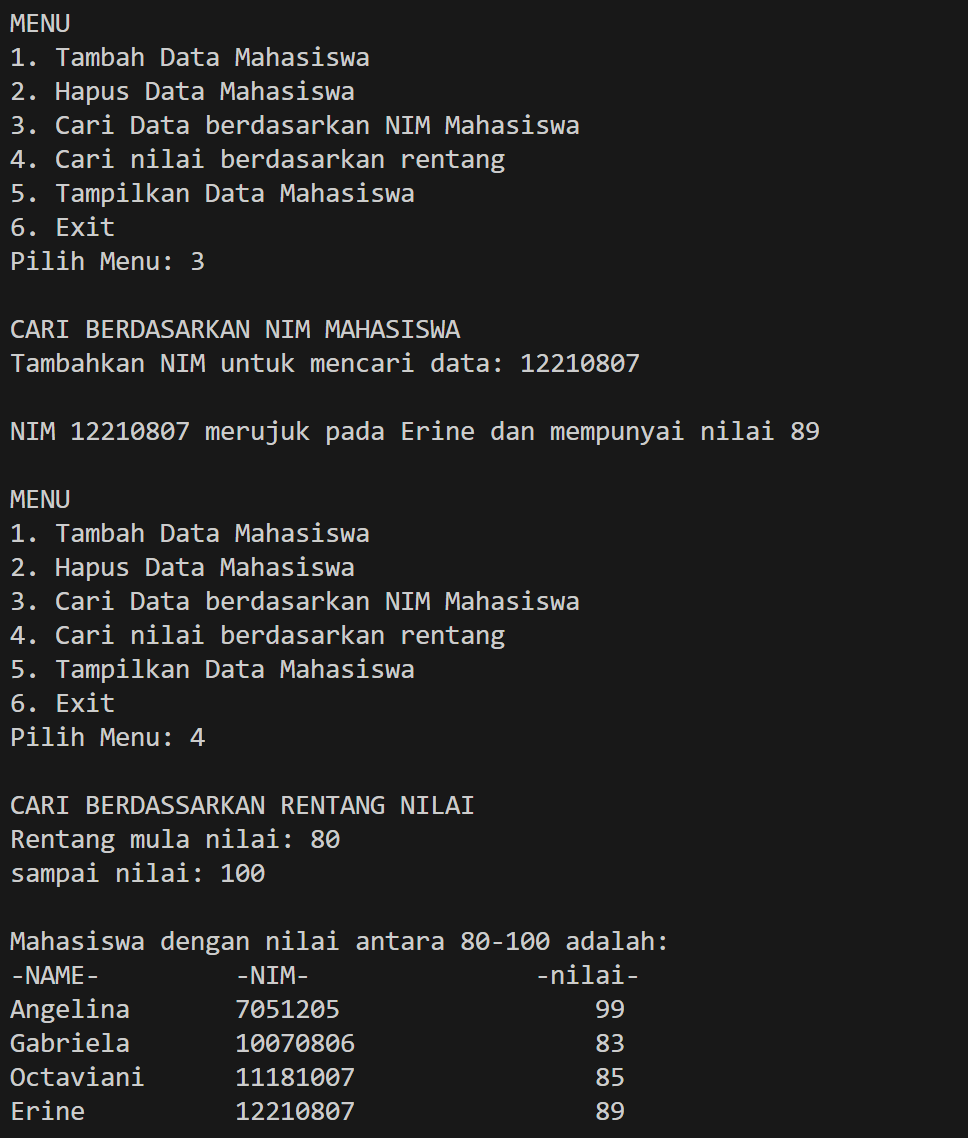 MENU
1. Tambah Data Mahasiswa
2. Hapus Data Mahasiswa
3. Cari Data berdasarkan NIM Mahasiswa
4. Cari nilai berdasarkan rentang
5. Tampilkan Data Mahasiswa
6. Exit
Pilih Menu: 3
CARI BERDASARKAN NIM MAHASISWA
Tambahkan NIM untuk mencari data: 12210807
NIM 12210807 merujuk pada Erine dan mempunyai nilai 89
MENU
1. Tambah Data Mahasiswa
2. Hapus Data Mahasiswa
3. Cari Data berdasarkan NIM Mahasiswa
4. Cari nilai berdasarkan rentang
5. Tampilkan Data Mahasiswa
6. Exit
Pilih Menu: 4
CARI BERDASSARKAN RENTANG NILAI
Rentang mula nilai: 80
sampai nilai: 100
Mahasiswa dengan nilai antara 80-100 adalah:
-NAME- -NIM- -nilai-
Angelina 7051205 99
Gabriela 10070806 83
Octaviani 11181007 85
Erine 12210807 89